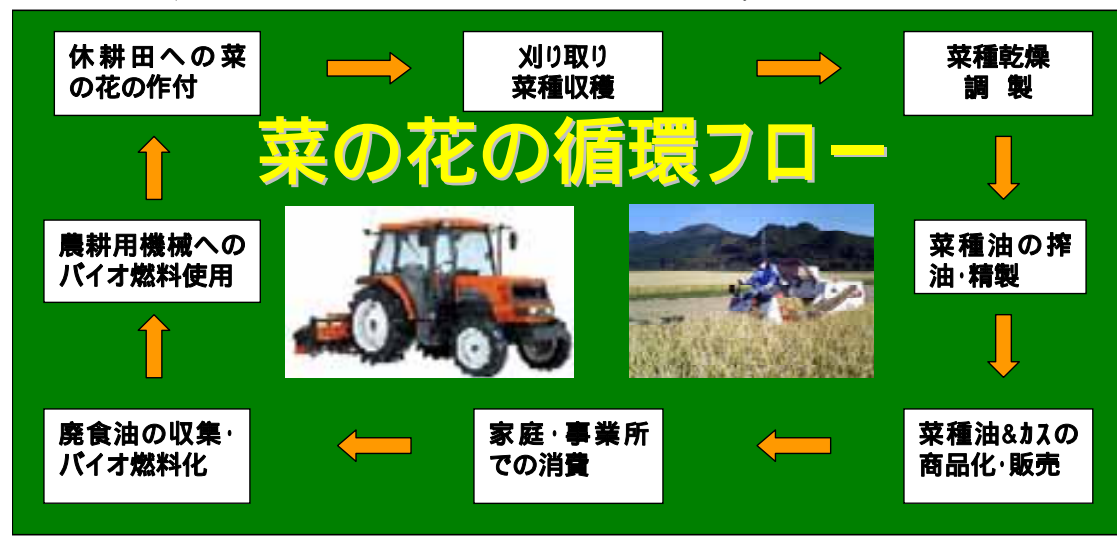 休耕田への菜
の花の作付
刈り取り
菜種収穫
菜種乾燥
調 製
菜の花の循環フロー
農耕用機械への
バイオ燃料使用
菜種油の搾
油・精製
廃食油の収集・
バイオ燃料化
家庭・事業所
での消費
菜種油&ｶｽの
商品化・販売